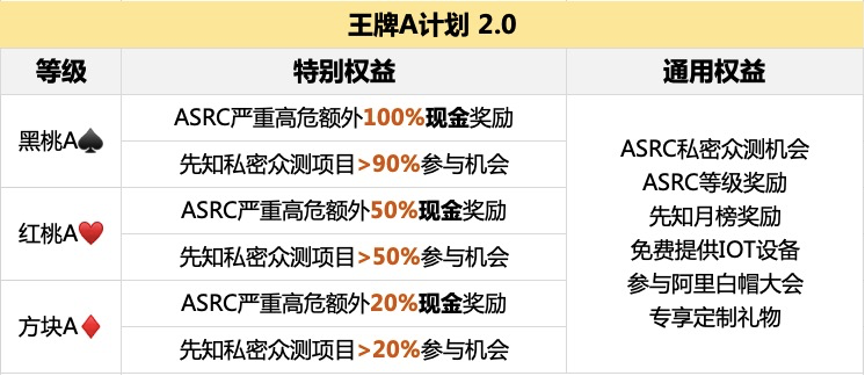 王牌A计划 2.0
等级
特别权益
通用权益
黑桃A♠️
ASRC严重高危额外100%现金奖励
先知私密众测项目>90%参与机会
红桃A♥️
ASRC严重高危额外50%现金奖励
先知私密众测项目>50%参与机会
方块A♦️
ASRC严重高危额外20%现金奖励
先知私密众测项目>20%参与机会
ASRC私密众测机会
ASRC等级奖励
先知月榜奖励
免费提供IOT设备
参与阿里白帽大会
专享定制礼物